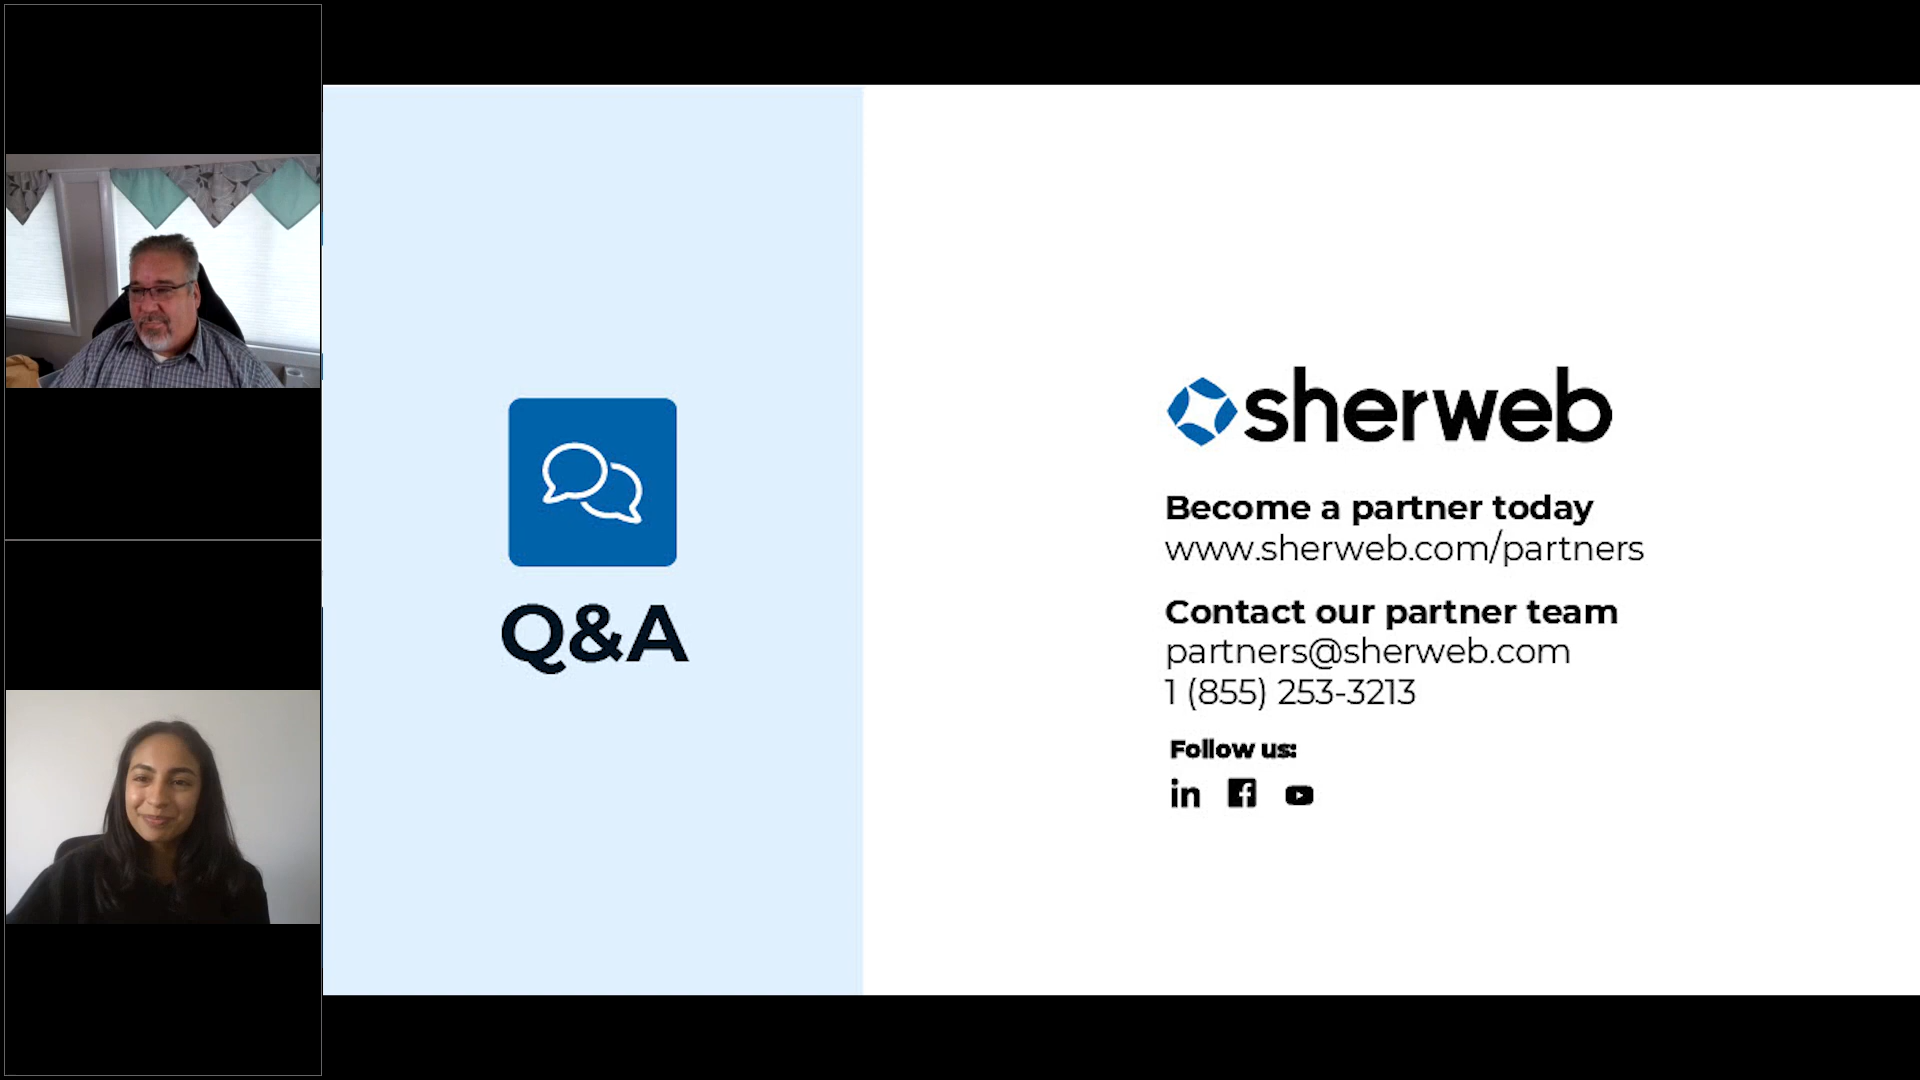 Q&A
sherweb
Become a partner today
www.sherweb.com/partners
Contact our partner team
partners@sherweb.com
1 (855) 253-3213
Follow us:
in